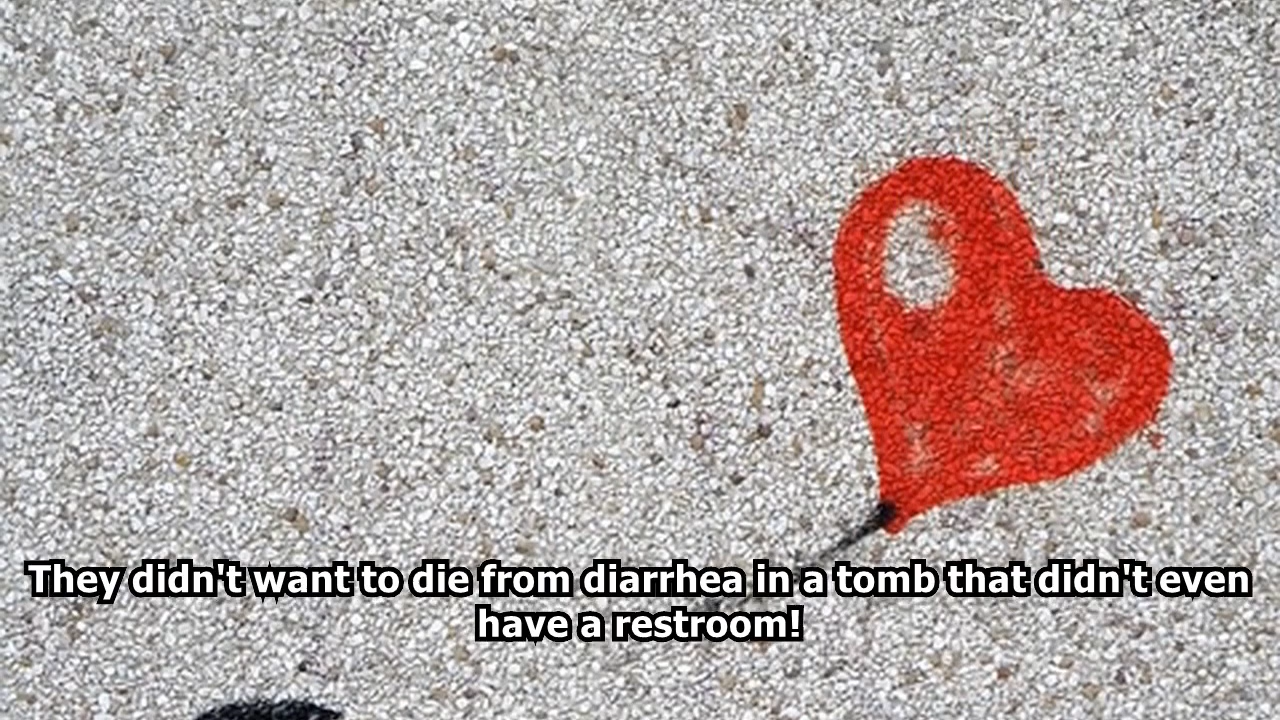 They didn't want to die from diarrhea in a tomb that didn't even
have a restroom!